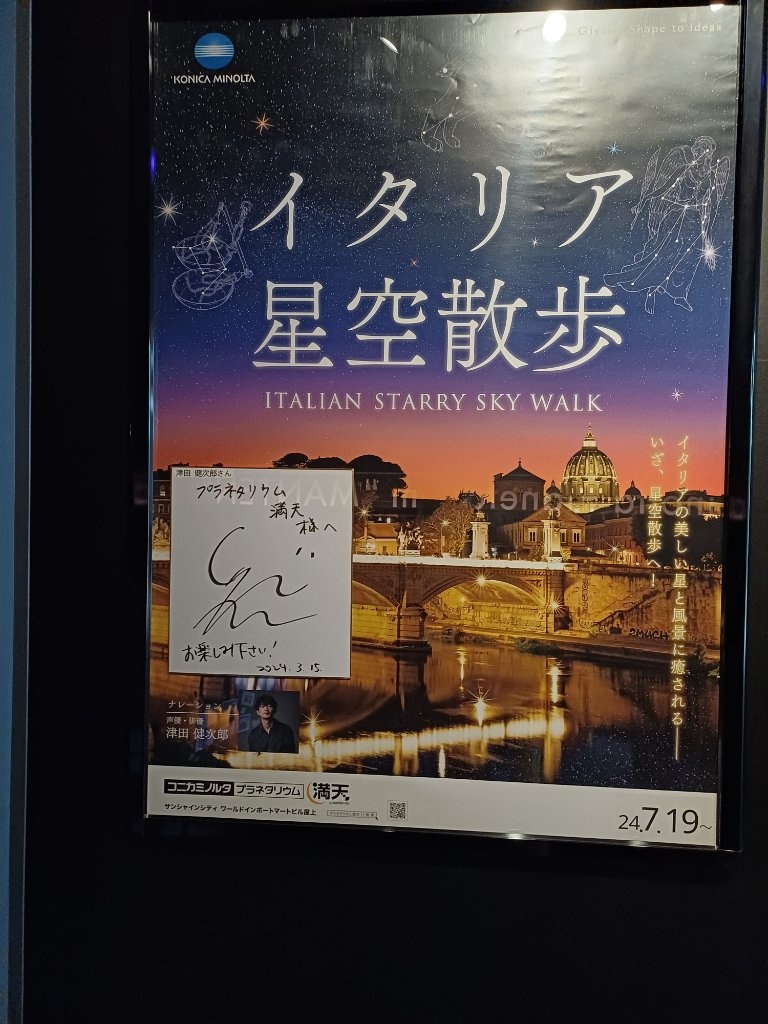 KONICA MINOLTA
Giving Shape to Ideas
イタリア
星空散歩
ITALIAN STARRY SKY WALK
イタリアの美しい星と風景に癒される――
いざ、星空散歩へ！
津田 健次郎さん
プラネタリウム
満天
様へ
お楽しみ下さい!
2024.3.15.
ナレーション
声優・俳優
津田 健次郎
コニカミノルタ プラネタリウム 満天
サンシャインシティ ワールドインポートマートビル屋上
24.7.19~